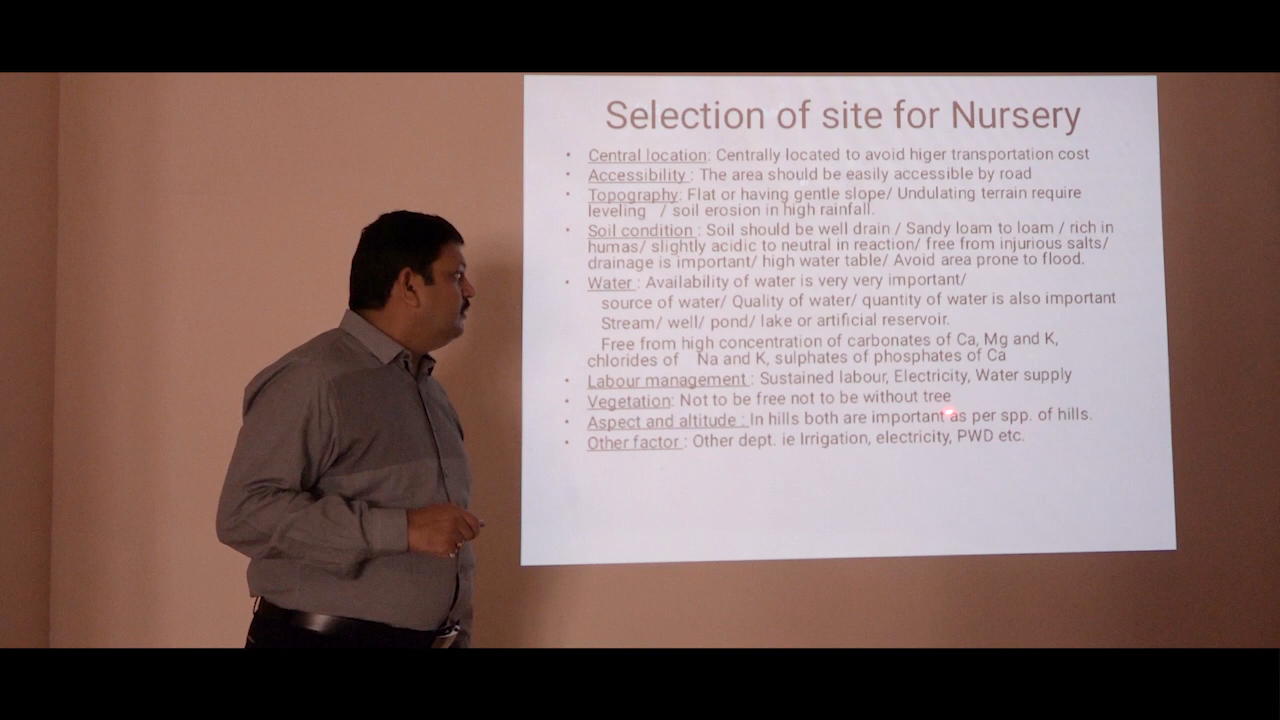 Selection of site for Nursery
• Central location: Centrally located to avoid higer transportation cost
• Accessibility : The area should be easily accessible by road
• Topography: Flat or having gentle slope/ Undulating terrain require
leveling / soil erosion in high rainfall.
• Soil condition : Soil should be well drain / Sandy loam to loam / rich in
humas/ slightly acidic to neutral in reaction/ free from injurious salts/
drainage is important/ high water table/ Avoid area prone to flood.
• Water : Availability of water is very very important/
source of water/ Quality of water/ quantity of water is also important
Stream/ well/ pond/ lake or artificial reservoir.
Free from high concentration of carbonates of Ca, Mg and K,
chlorides of Na and K, sulphates of phosphates of Ca
• Labour management : Sustained labour, Electricity, Water supply
• Vegetation: Not to be free not to be without tree
• Aspect and altitude : In hills both are important as per spp. of hills.
• Other factor : Other dept. ie Irrigation, electricity, PWD etc.